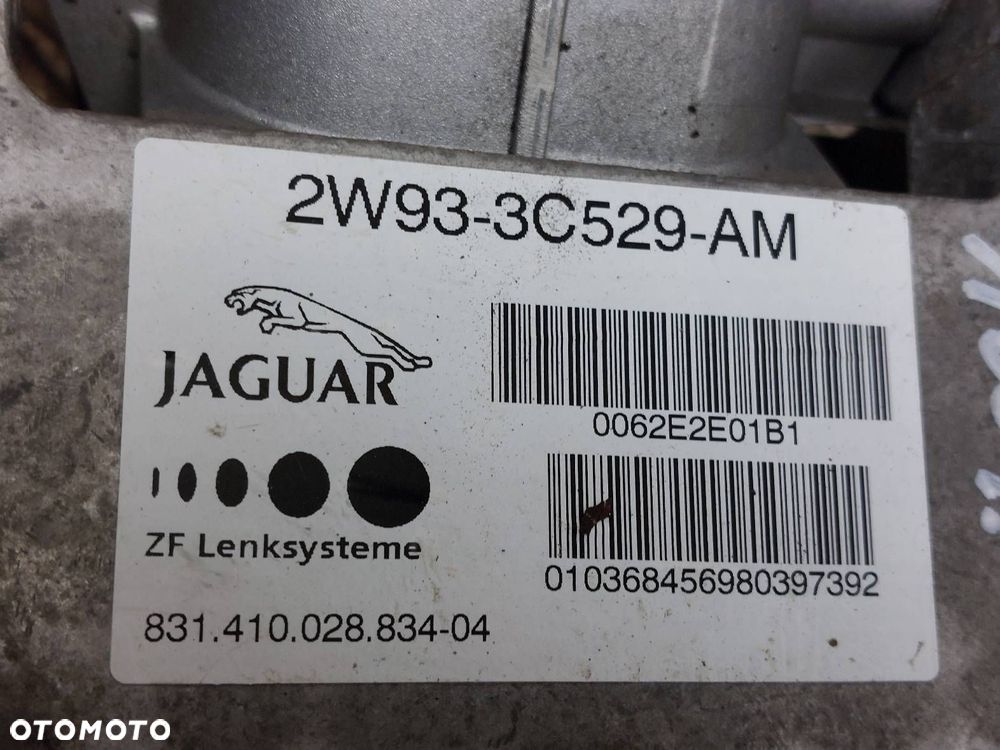 2W93-3C529-AM
JAGUAR
0062E2E01B1
ZF Lenksysteme
010368456980397392
831.410.028.834-04
OTOMOTO